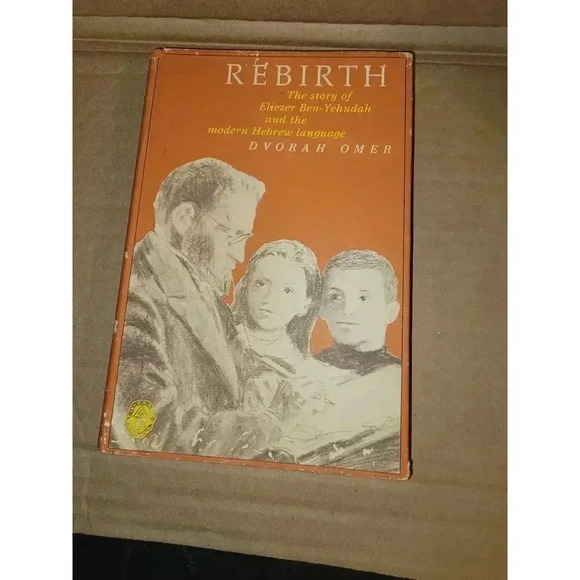 REBIRTH
The story of
Eliezer Ben-Yehudah
and the
modern Hebrew language
DVORAH OMER